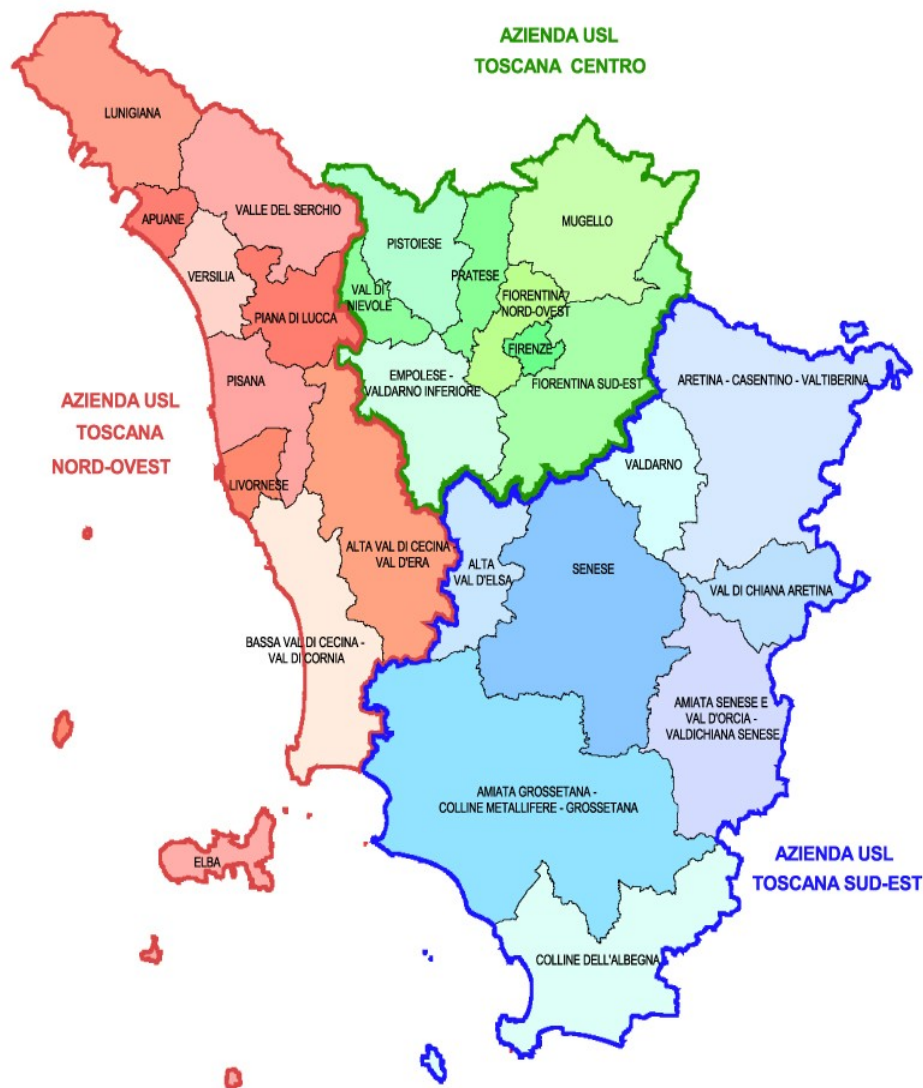 AZIENDA USL
TOSCANA CENTRO
LUNIGIANA
MUGELLO
APUANE
VALLE DEL SERCHIO
PISTOIESE
PRATESE
VERSILIA
VAL DI
NIEVOLE
FIORENTINA
NORD-OVEST
PIANA DI LUCCA
FIRENZE
EMPOLESE -
VALDARNO INFERIORE
FIORENTINA SUD-EST
ARETINA - CASENTINO - VALTIBERINA
PISANA
AZIENDA USL
TOSCANA
NORD-OVEST
VALDARNO
LIVORNESE
ALTA VAL DI CECINA -
VAL D'ERA
ALTA
VAL D'ELSA
SENESE
VAL DI CHIANA ARETINA
BASSA VAL DI CECINA -
VAL DI CORNIA
AMIATA SENESE E
VAL D'ORCIA -
VALDICHIANA SENESE
AMIATA GROSSETANA -
COLLINE METALLIFERE - GROSSETANA
ELBA
AZIENDA USL
TOSCANA SUD-EST
COLLINE DELL'ALBEGNA